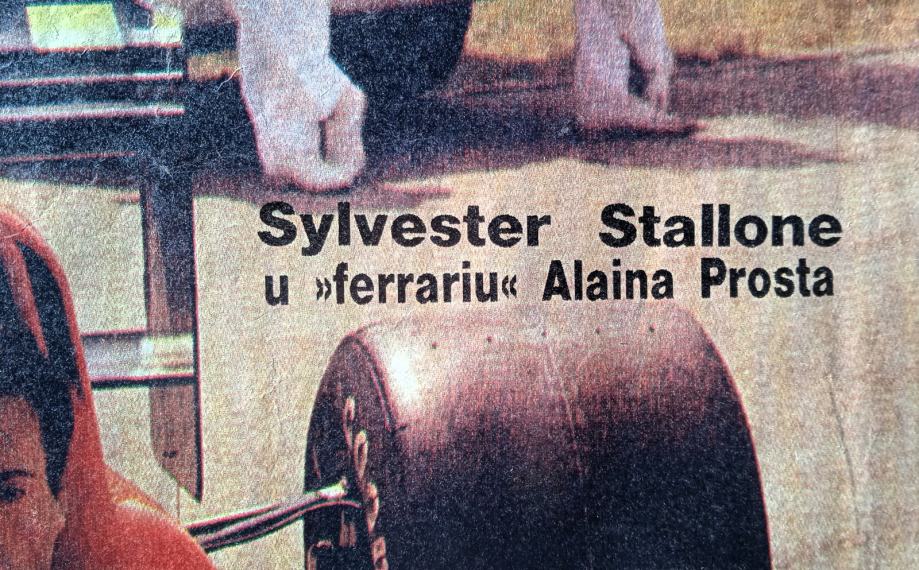 Sylvester Stallone
u »ferrariu« Alaina Prosta